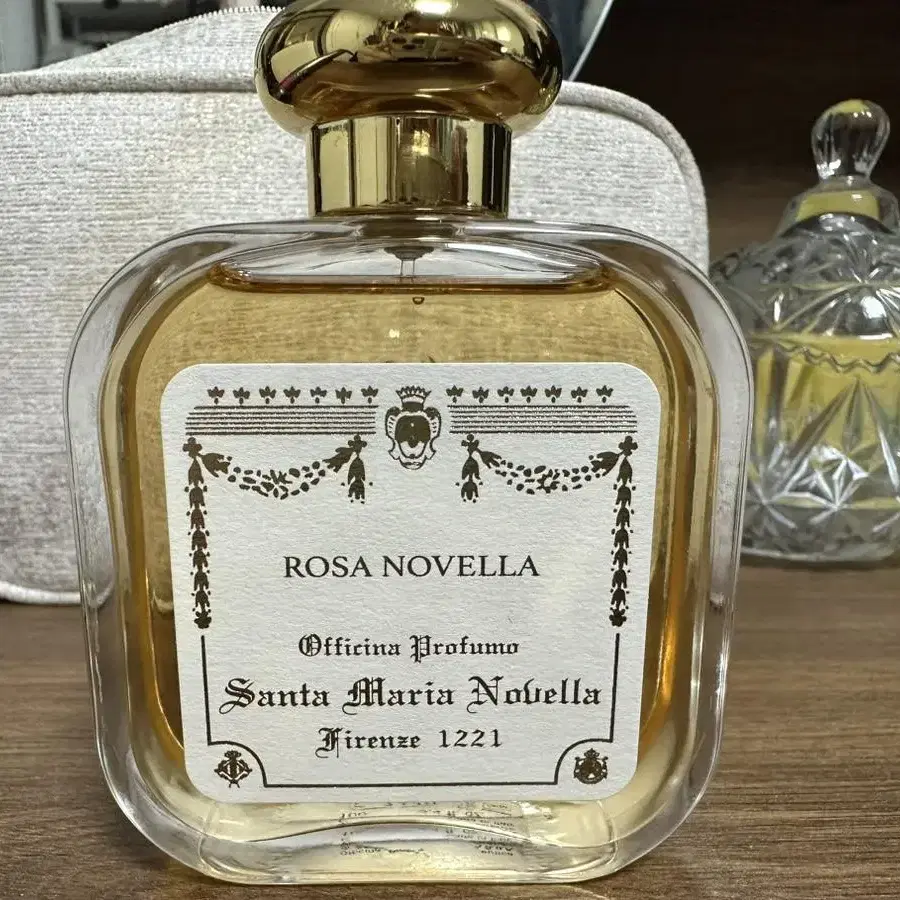 ROSA NOVELLA
Officina Profumo
Santa Maria Novella
Firenze 1221